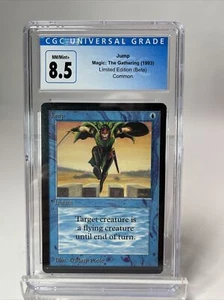 CGC UNIVERSAL GRADE
NM/Mint+
8.5
Jump
Magic: The Gathering (1993)
Limited Edition (Beta)
Common
Jump
Target creature is
a flying creature
until end of turn.